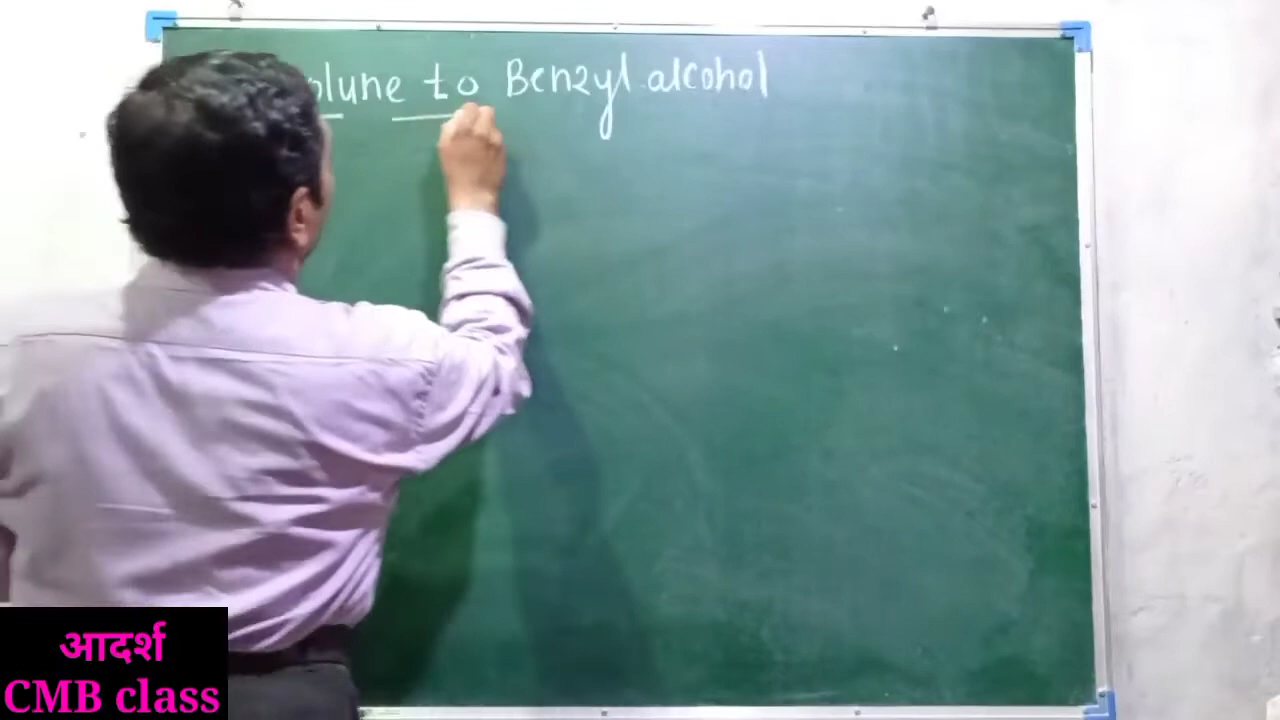 olune to Benzyl alcohol
आदर्श
CMB class